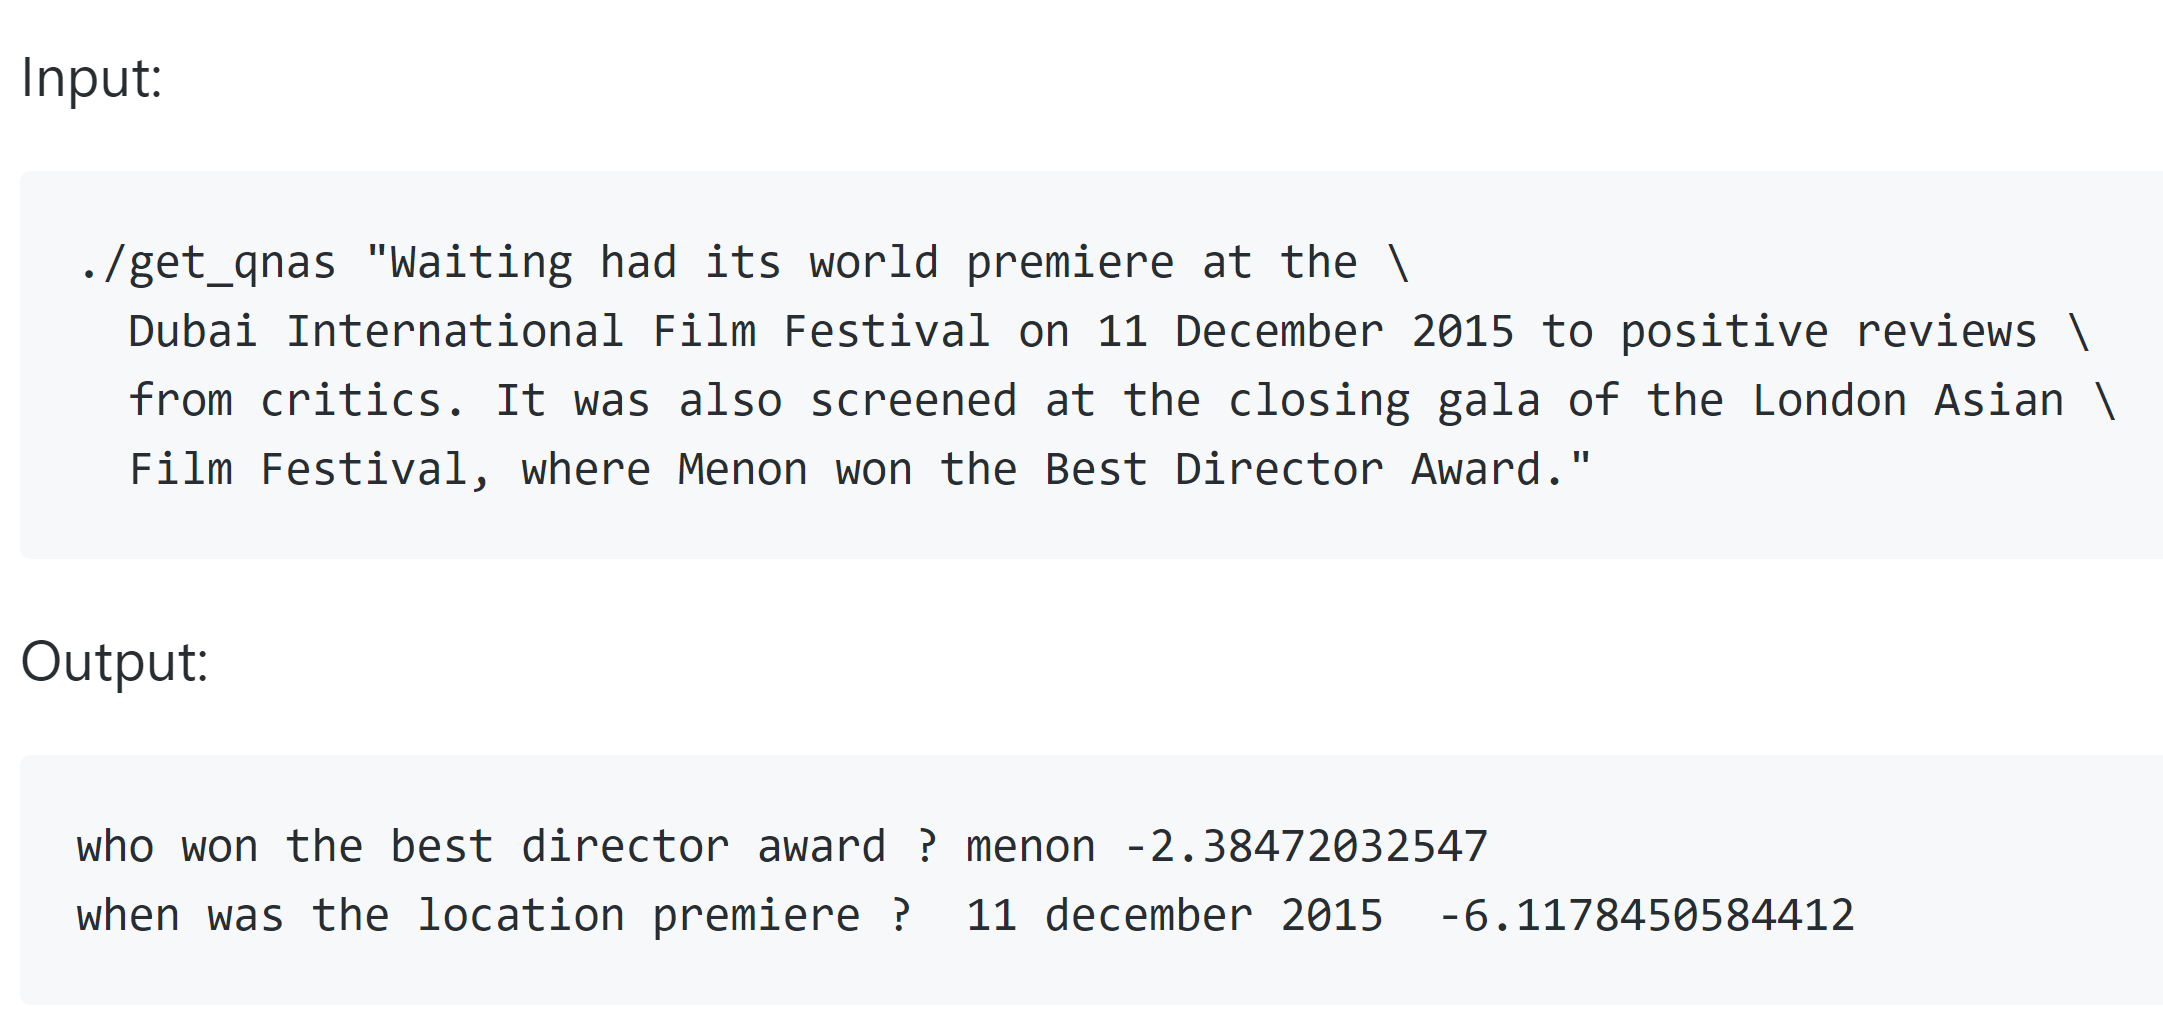 Input:
./get_qnas "Waiting had its world premiere at the \
Dubai International Film Festival on 11 December 2015 to positive reviews \
from critics. It was also screened at the closing gala of the London Asian \
Film Festival, where Menon won the Best Director Award."
Output:
who won the best director award ? menon -2.38472032547
when was the location premiere ?  11 december 2015  -6.1178450584412